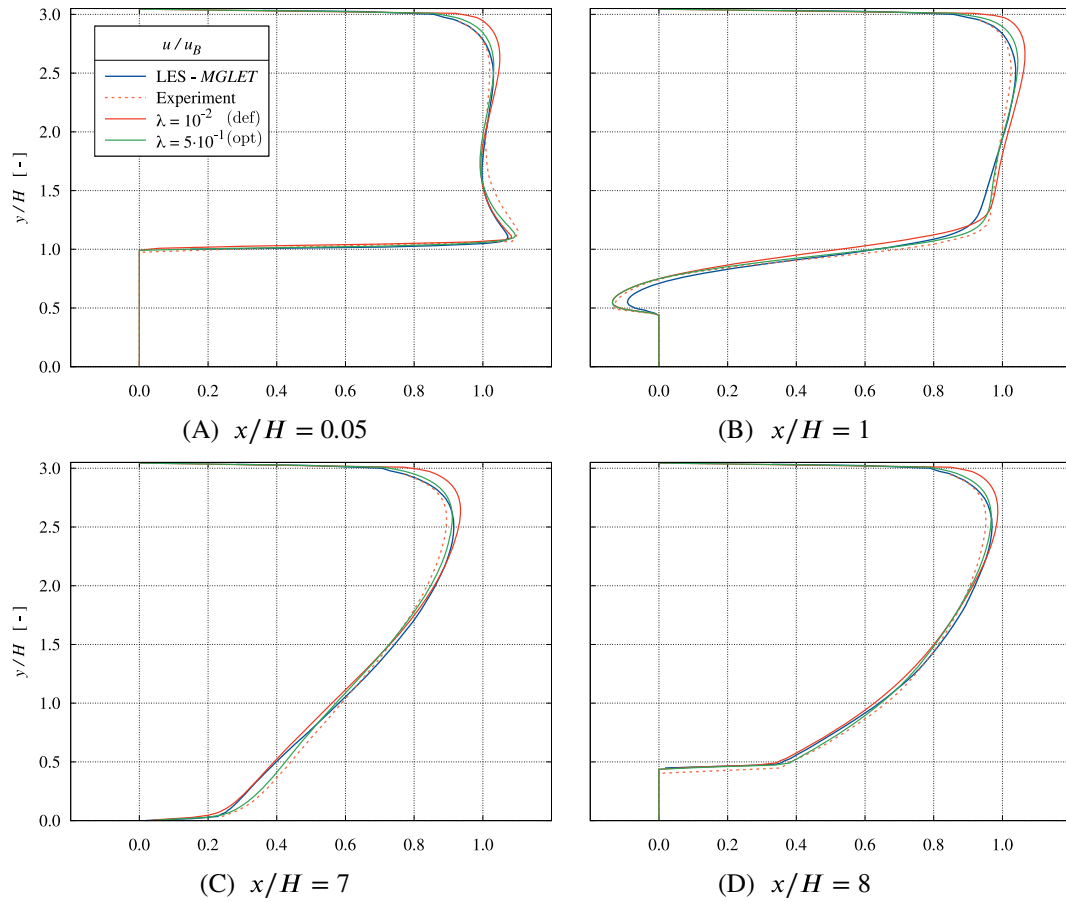 3.0
2.5
2.0
1.5
1.0
0.5
0.0
y/H [-]
u/u_B
LES - MGLET
Experiment
λ = 10⁻² (def)
λ = 5·10⁻¹ (opt)
0.0 0.2 0.4 0.6 0.8 1.0
(A) x/H = 0.05
3.0
2.5
2.0
1.5
1.0
0.5
0.0
0.0 0.2 0.4 0.6 0.8 1.0
(B) x/H = 1
3.0
2.5
2.0
1.5
1.0
0.5
0.0
y/H [-]
0.0 0.2 0.4 0.6 0.8 1.0
(C) x/H = 7
3.0
2.5
2.0
1.5
1.0
0.5
0.0
0.0 0.2 0.4 0.6 0.8 1.0
(D) x/H = 8